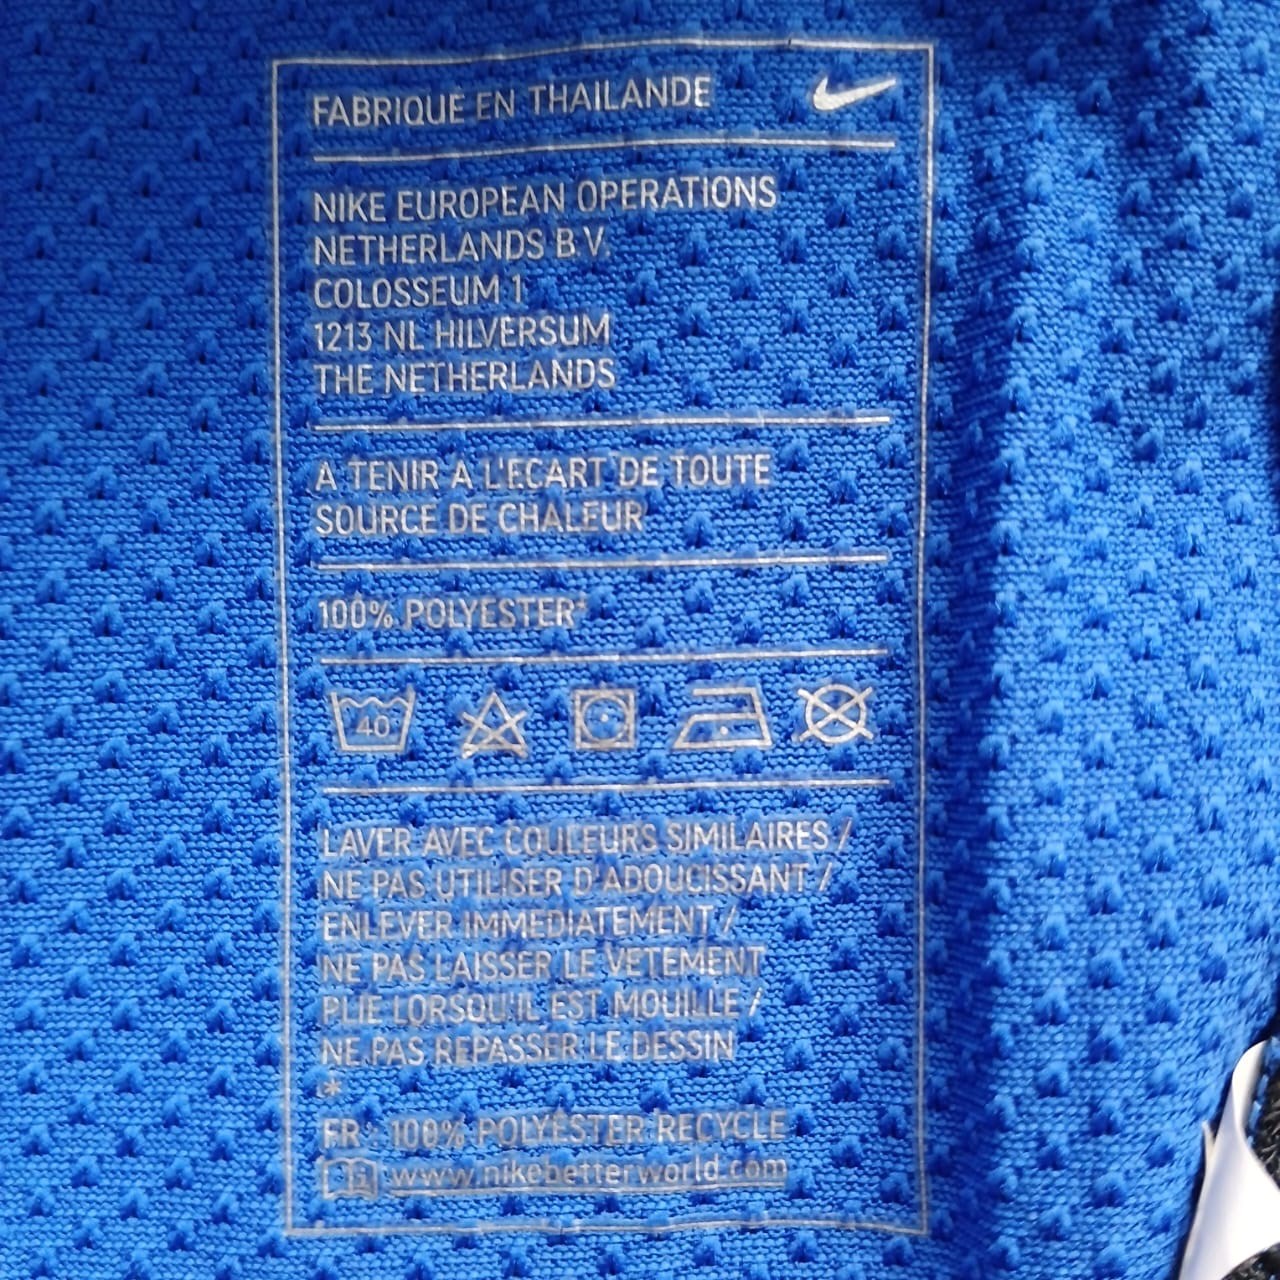 FABRIQUE EN THAILANDE
NIKE EUROPEAN OPERATIONS
NETHERLANDS B.V.
COLOSSEUM 1
1213 NL HILVERSUM
THE NETHERLANDS
A TENIR A L'ECART DE TOUTE
SOURCE DE CHALEUR
100% POLYESTER*
40
LAVER AVEC COULEURS SIMILAIRES /
NE PAS UTILISER D'ADOUCISSANT /
ENLEVER IMMEDIATEMENT /
NE PAS LAISSER LE VETEMENT
PLIE LORSQU'IL EST MOUILLE /
NE PAS REPASSER LE DESSIN
*
FR : 100% POLYESTER RECYCLE
www.nikebetterworld.com